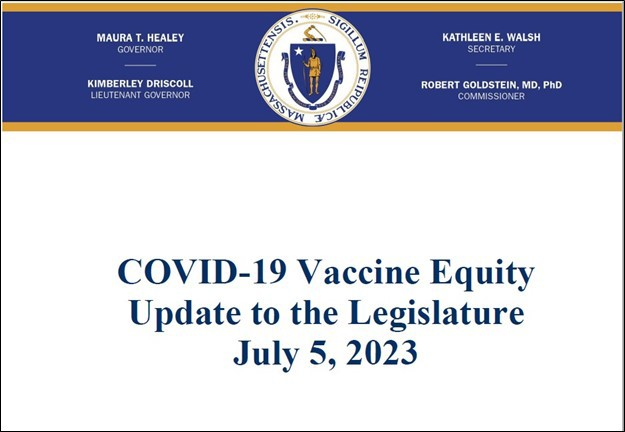 MAURA T. HEALEY
GOVERNOR
KIMBERLEY DRISCOLL
LIEUTENANT GOVERNOR
SIGILLUM REIPUBLICÆ MASSACHUSETTENSIS.
KATHLEEN E. WALSH
SECRETARY
ROBERT GOLDSTEIN, MD, PhD
COMMISSIONER
COVID-19 Vaccine Equity
Update to the Legislature
July 5, 2023